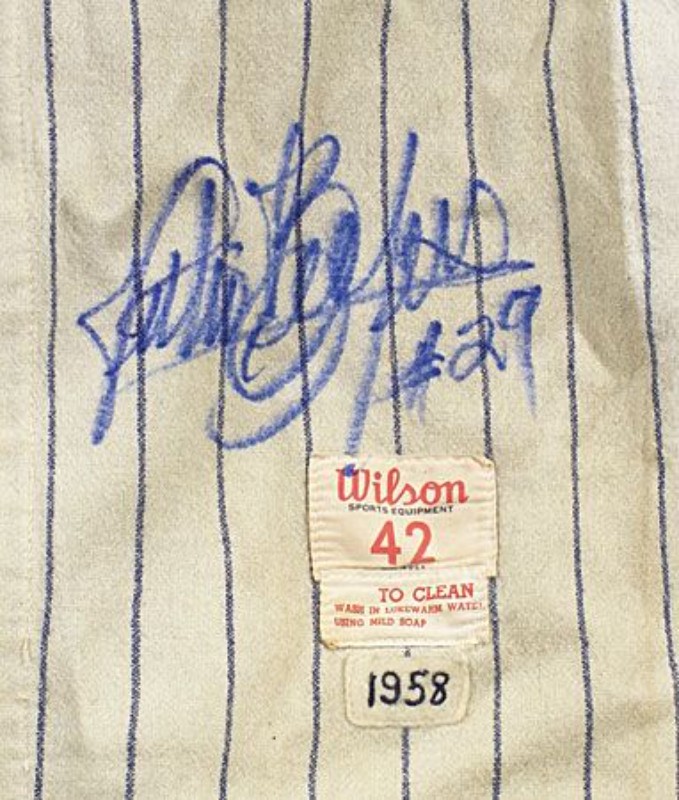 #29
Wilson
SPORTS EQUIPMENT
42
TO CLEAN
WASH IN LUKEWARM WATER
USING MILD SOAP
1958